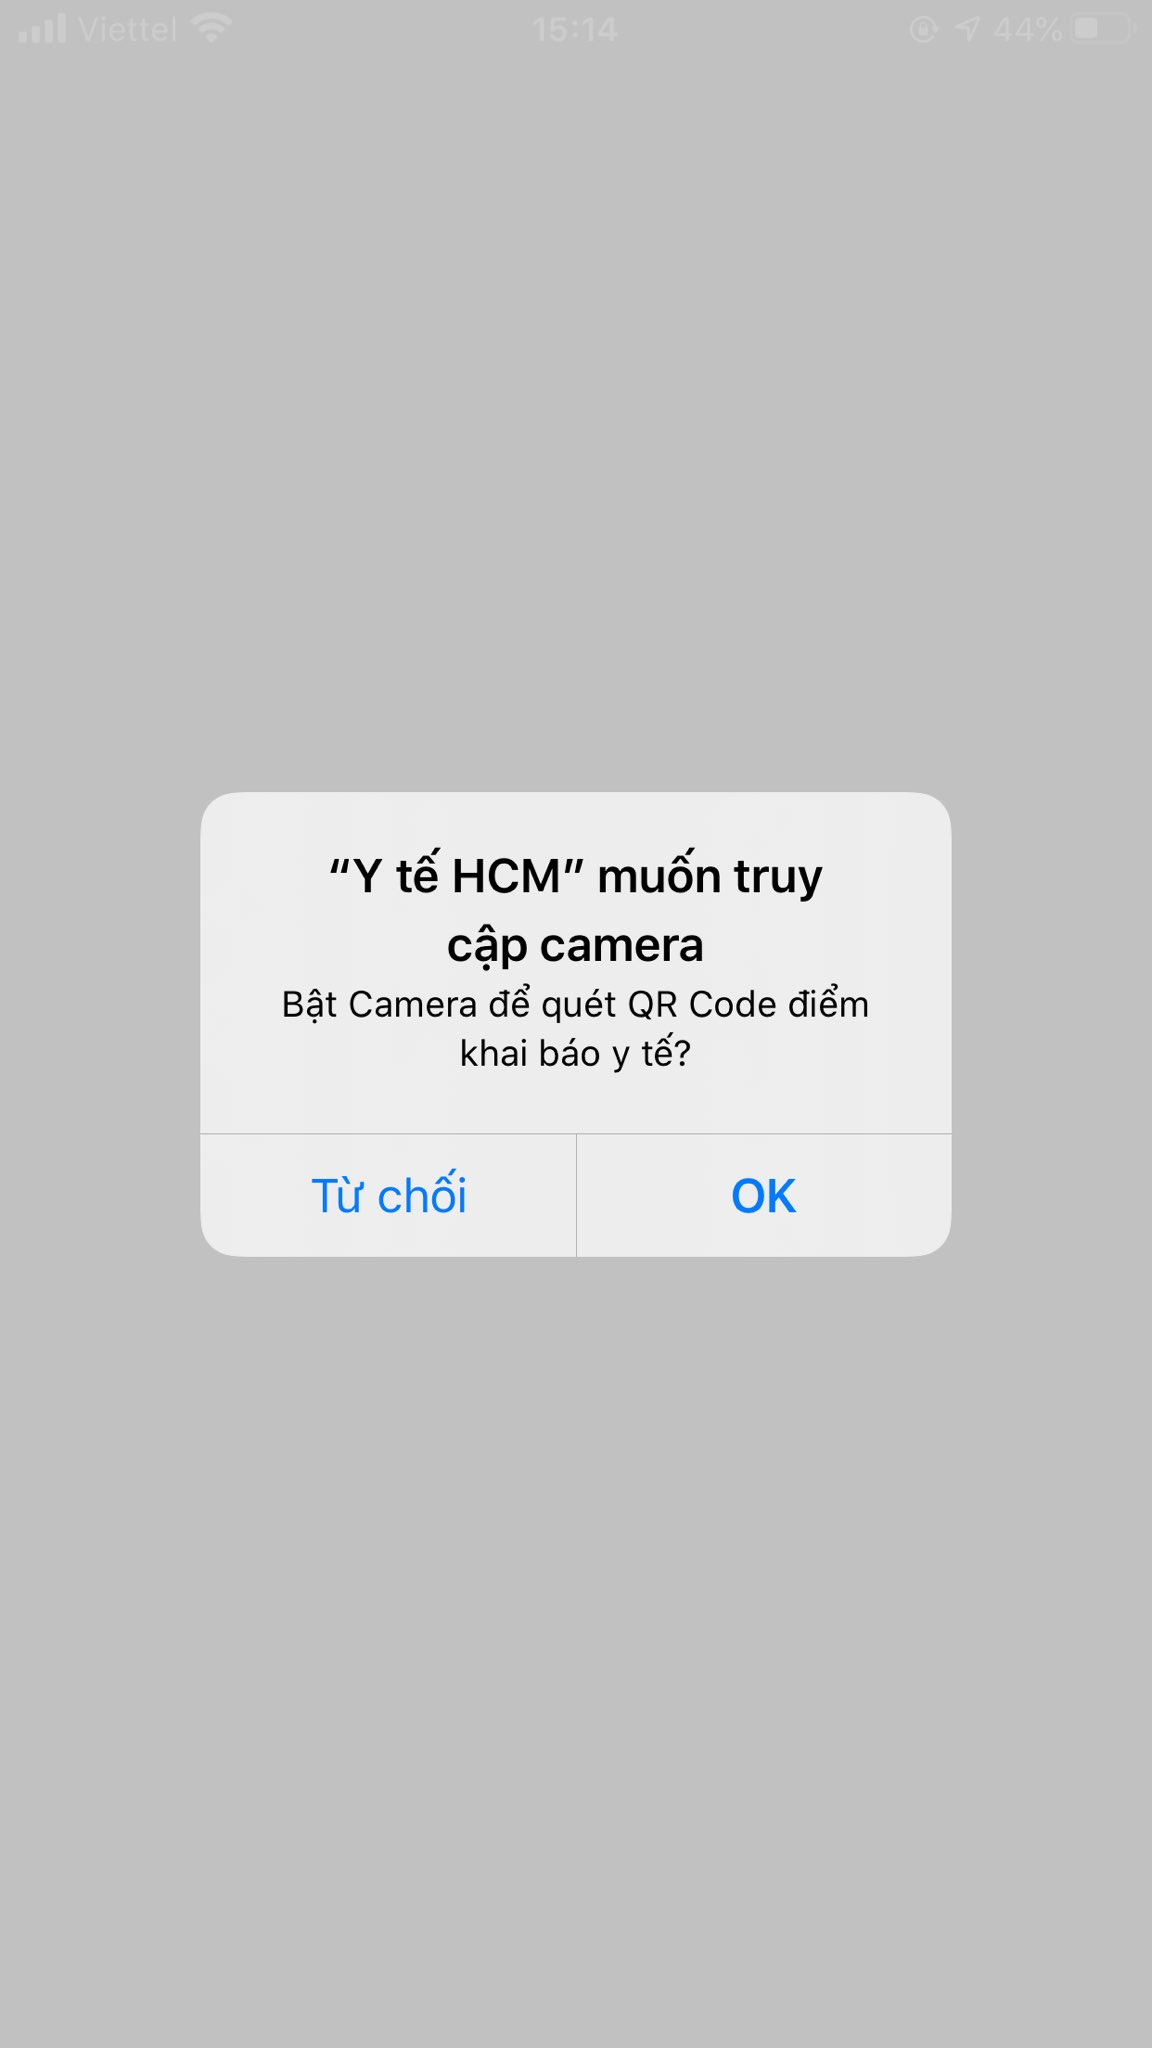 Viettel 15:14 44%
“Y tế HCM” muốn truy
cập camera
Bật Camera để quét QR Code điểm
khai báo y tế?
Từ chối OK